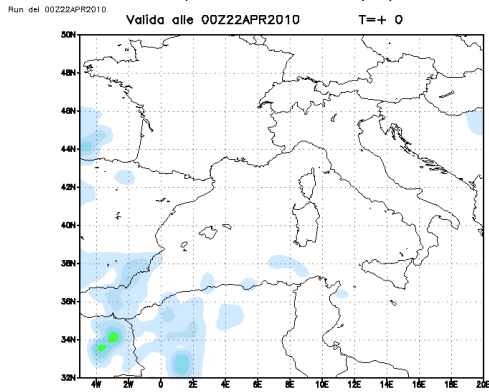 Run del 00Z22APR2010
Valida alle 00Z22APR2010 T=+ 0
50N
48N
46N
44N
42N
40N
38N
36N
34N
32N
4W 2W 0 2E 4E 6E 8E 10E 12E 14E 16E 18E 20E